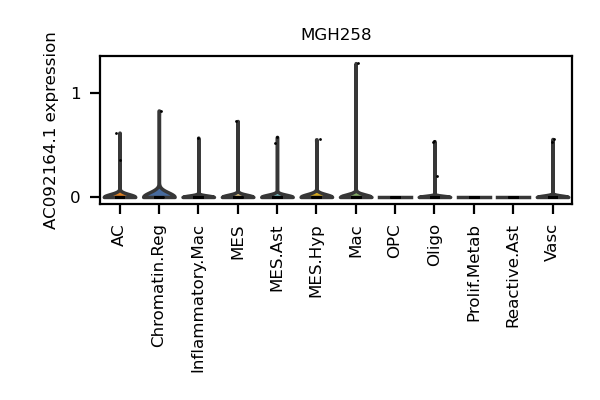 MGH258
AC092164.1 expression
1
0
AC
Chromatin.Reg
Inflammatory.Mac
MES
MES.Ast
MES.Hyp
Mac
OPC
Oligo
Prolif.Metab
Reactive.Ast
Vasc